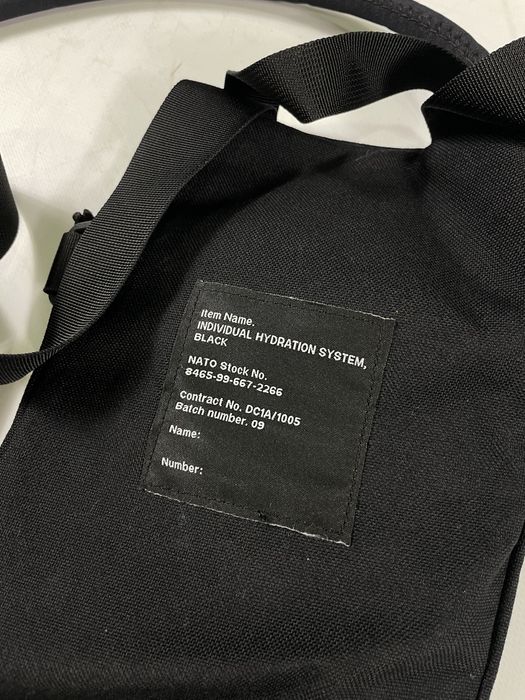 Item Name.
INDIVIDUAL HYDRATION SYSTEM,
BLACK
NATO Stock No.
8465-99-667-2266
Contract No. DC1A/1005
Batch number. 09
Name:
Number: